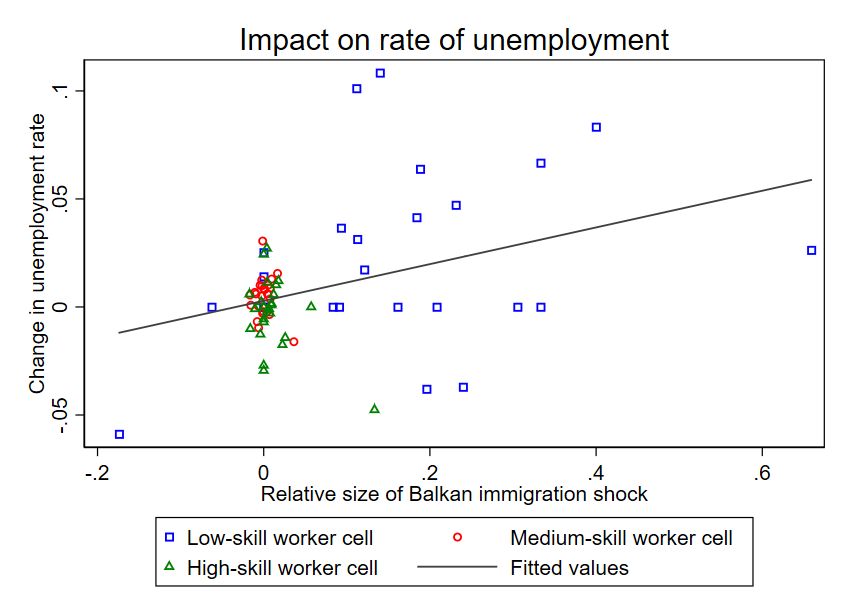 Impact on rate of unemployment
Change in unemployment rate
.1
.05
0
-.05
-.2
0
.2
.4
.6
Relative size of Balkan immigration shock
Low-skill worker cell
Medium-skill worker cell
High-skill worker cell
Fitted values